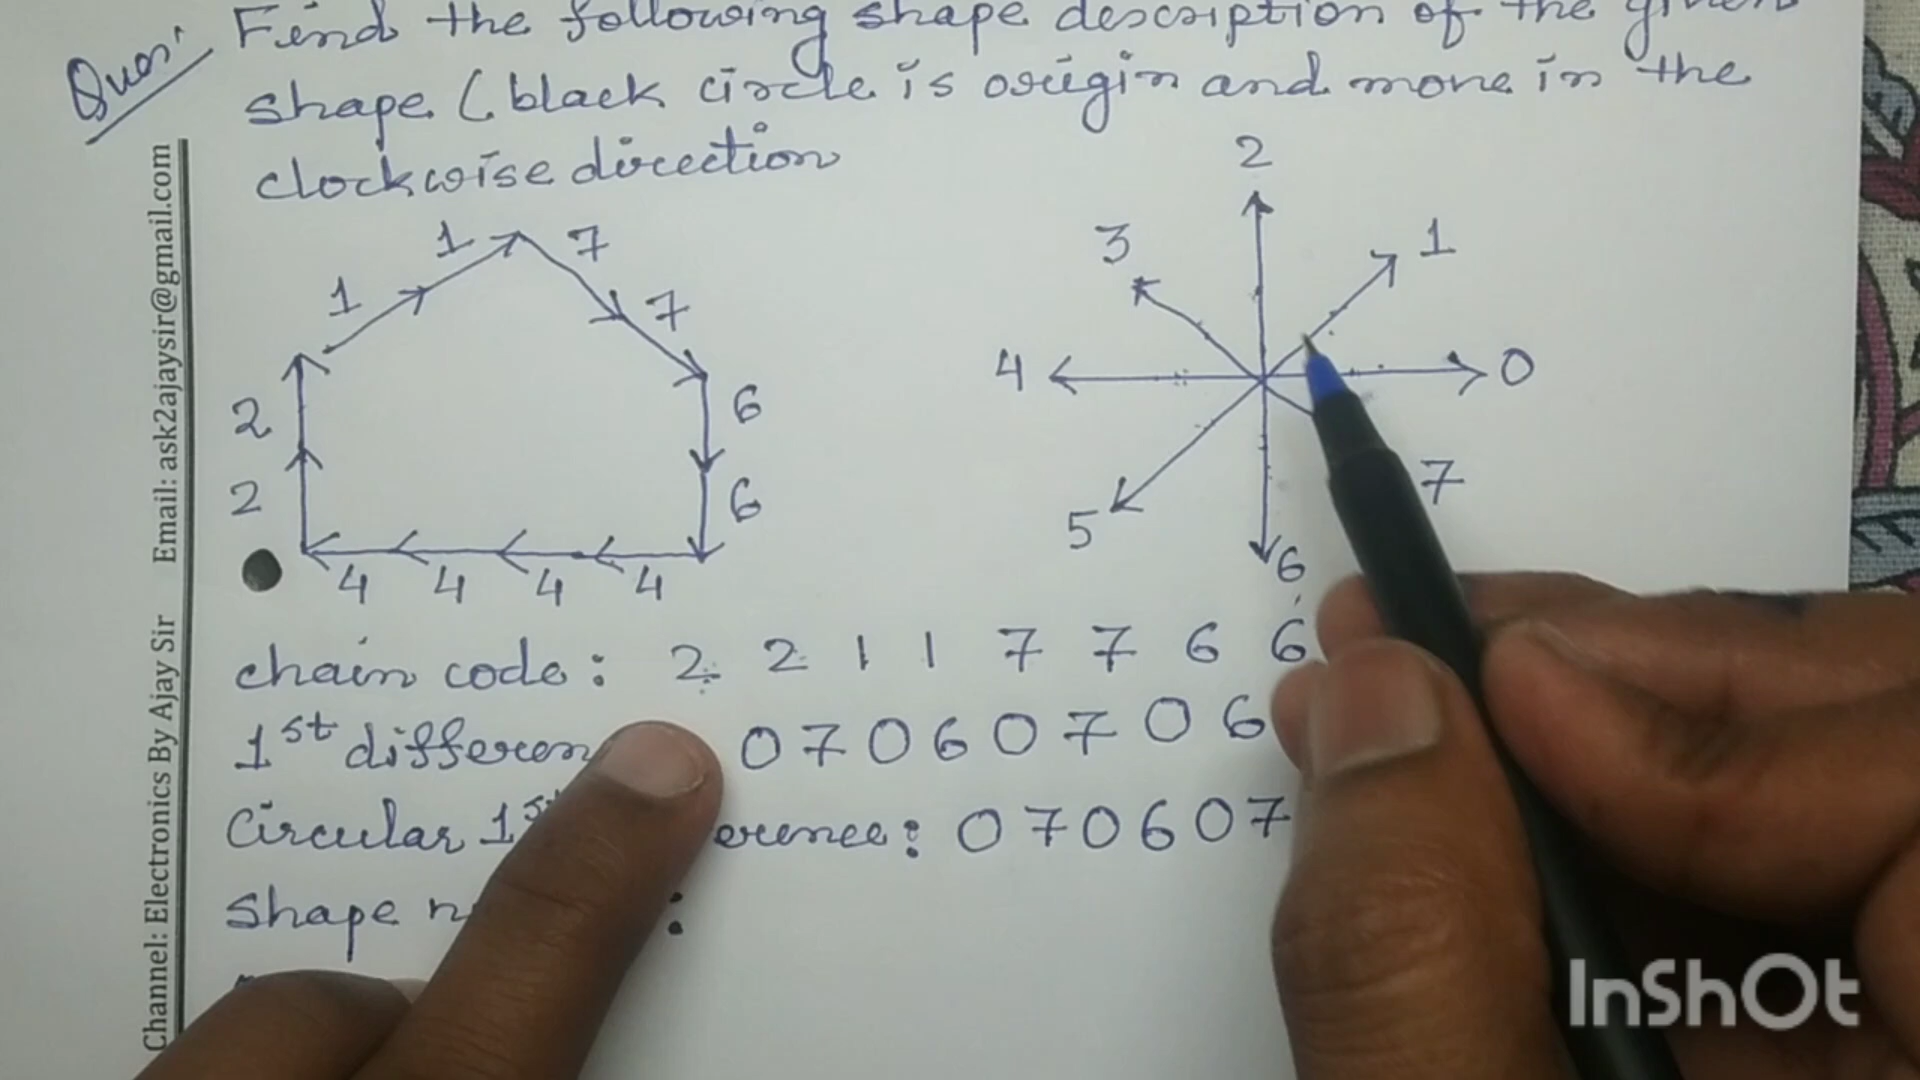 Ques:
Find the following shape description of the given
shape (black circle is origin and move in the
clockwise direction
Channel: Electronics By Ajay Sir Email: ask2ajaysir@gmail.com
1 1 7
1 7
2 6
2 6
4 4 4 4
2
3 1
4 0
5 7
6
chain code: 2 2 1 1 7 7 6 6
1st differen 0 7 0 6 0 7 0 6
Circular 1st erence: 0 7 0 6 0 7
Shape :
InShOt